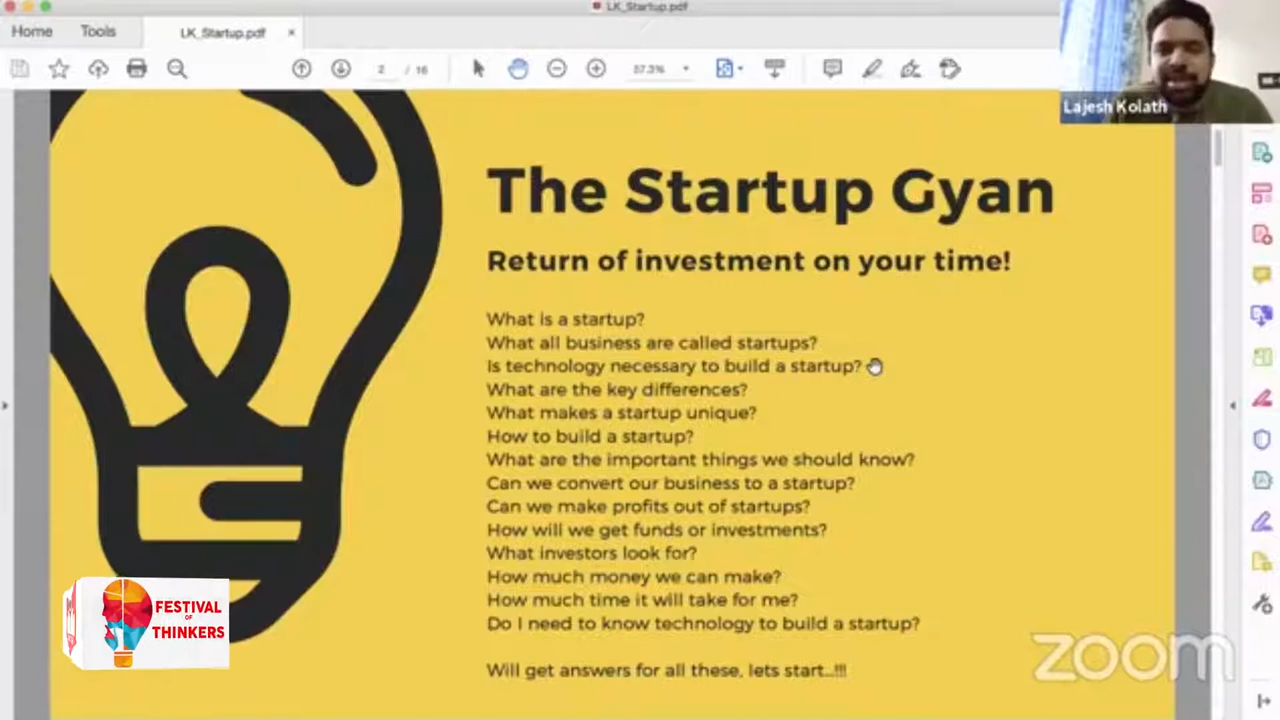 LK_Startup.pdf
Home
Tools
LK_Startup.pdf
2 / 16
37.3%
Lajesh Kolath
The Startup Gyan
Return of investment on your time!
What is a startup?
What all business are called startups?
Is technology necessary to build a startup?
What are the key differences?
What makes a startup unique?
How to build a startup?
What are the important things we should know?
Can we convert our business to a startup?
Can we make profits out of startups?
How will we get funds or investments?
What investors look for?
How much money we can make?
How much time it will take for me?
Do I need to know technology to build a startup?
Will get answers for all these, lets start...!!!
FESTIVAL
OF
THINKERS
zoom